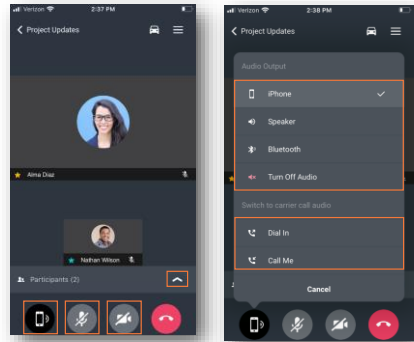 Verizon 2:37 PM
Project Updates
Alma Diaz
Nathan Wilson
Participants (2)
Verizon 2:38 PM
Project Updates
Audio Output
iPhone
Speaker
Bluetooth
Turn Off Audio
Switch to carrier call audio
Dial In
Call Me
Cancel